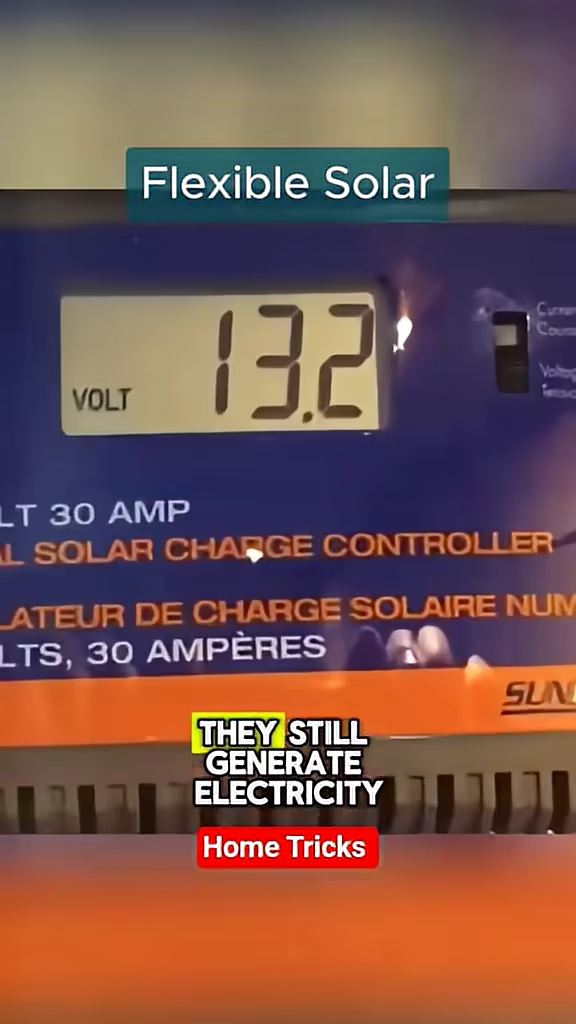 Flexible Solar
13.2
VOLT
LT 30 AMP
L SOLAR CHARGE CONTROLLER
LATEUR DE CHARGE SOLAIRE NUM
LTS, 30 AMPÈRES
SUN
THEY STILL
GENERATE
ELECTRICITY
Home Tricks